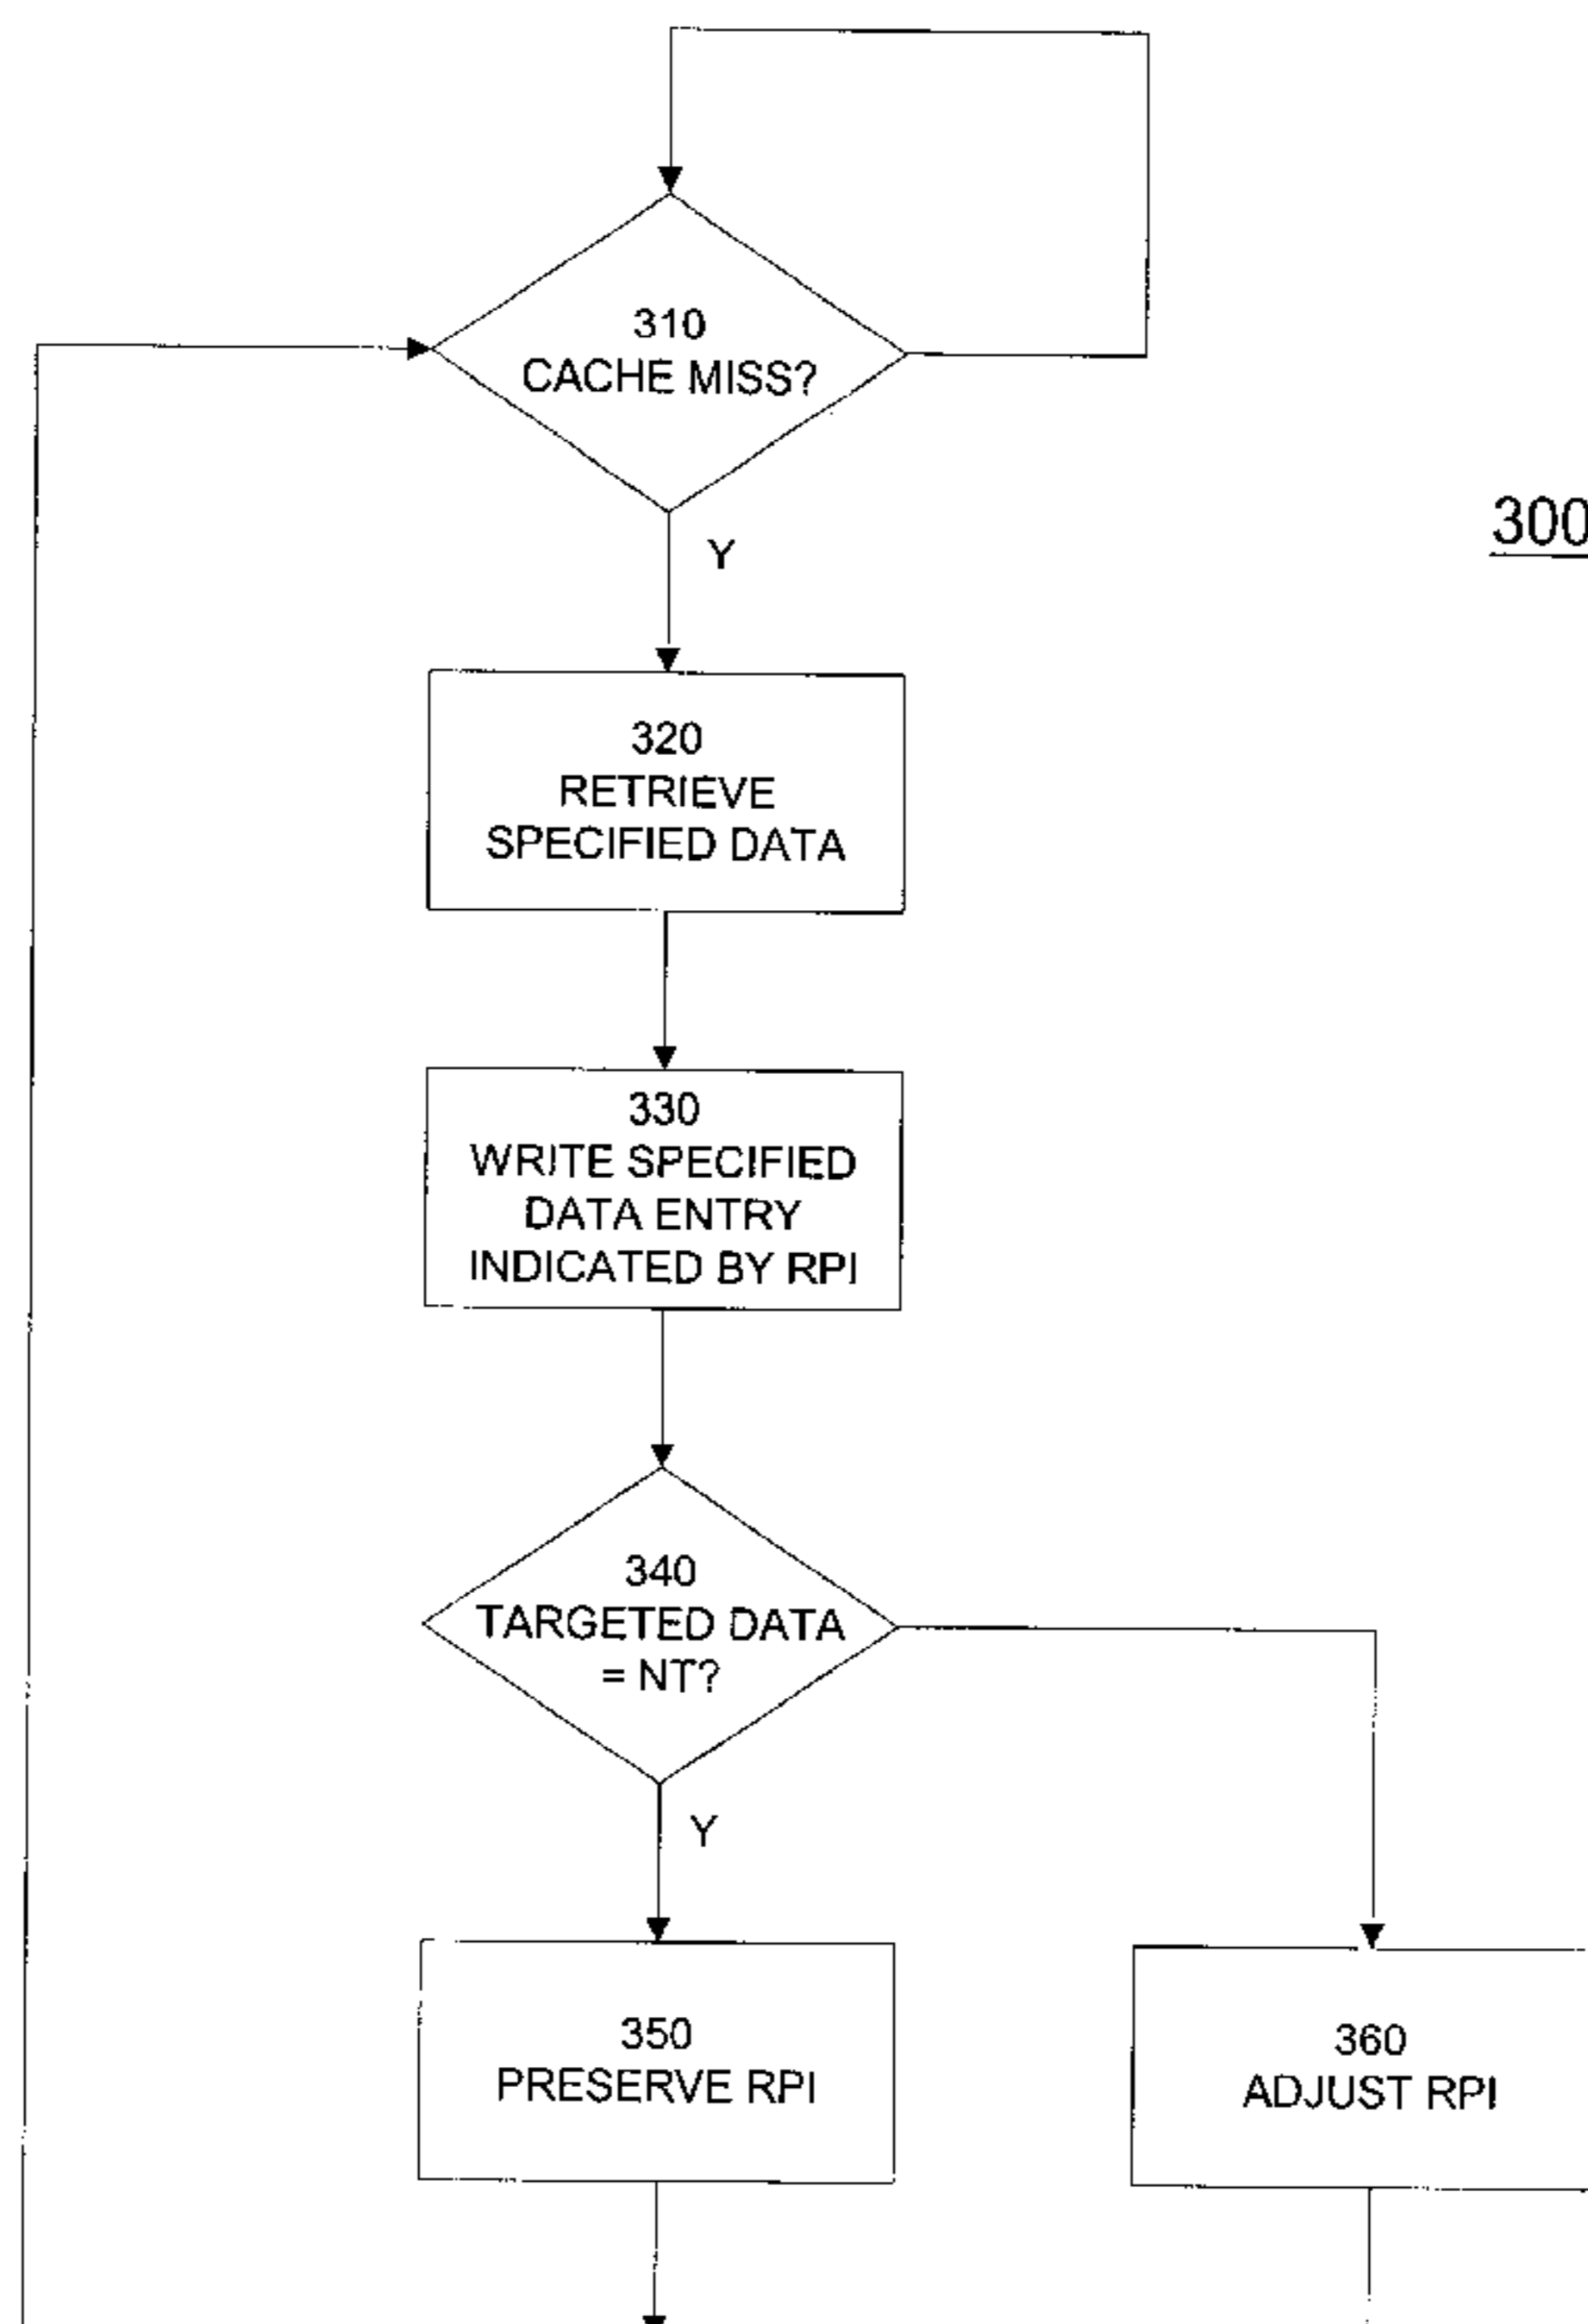 310
CACHE MISS?
Y
300
320
RETRIEVE
SPECIFIED DATA
330
WRITE SPECIFIED
DATA ENTRY
INDICATED BY RPI
340
TARGETED DATA
= NT?
Y
350
PRESERVE RPI
360
ADJUST RPI